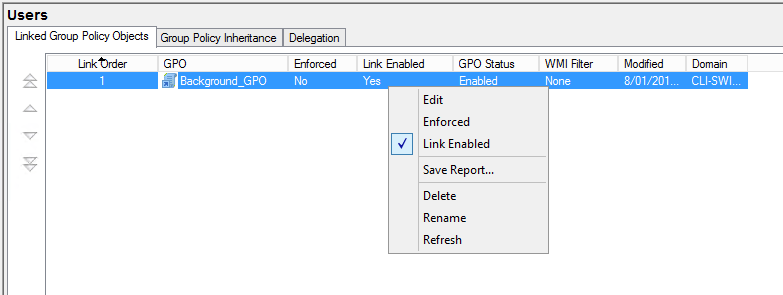 Users
Linked Group Policy Objects Group Policy Inheritance Delegation
Link Order GPO Enforced Link Enabled GPO Status WMI Filter Modified Domain
1 Background_GPO No Yes Enabled None 8/01/201... CLI-SWI...
Edit
Enforced
Link Enabled
Save Report...
Delete
Rename
Refresh